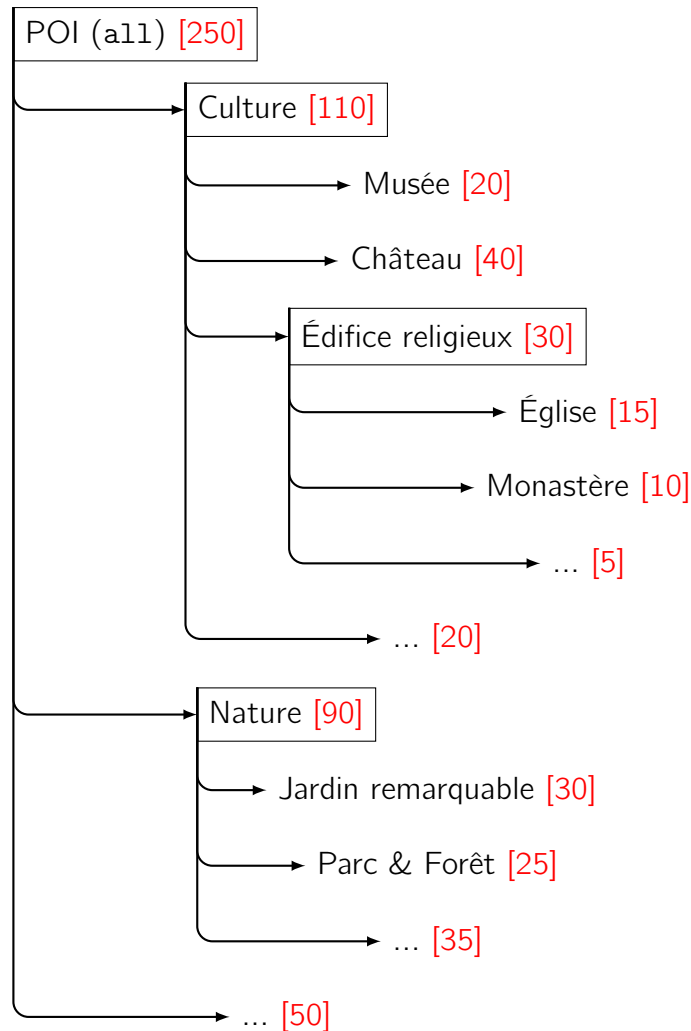 POI (all) [250]
Culture [110]
Musée [20]
Château [40]
Édifice religieux [30]
Église [15]
Monastère [10]
... [5]
... [20]
Nature [90]
Jardin remarquable [30]
Parc & Forêt [25]
... [35]
... [50]